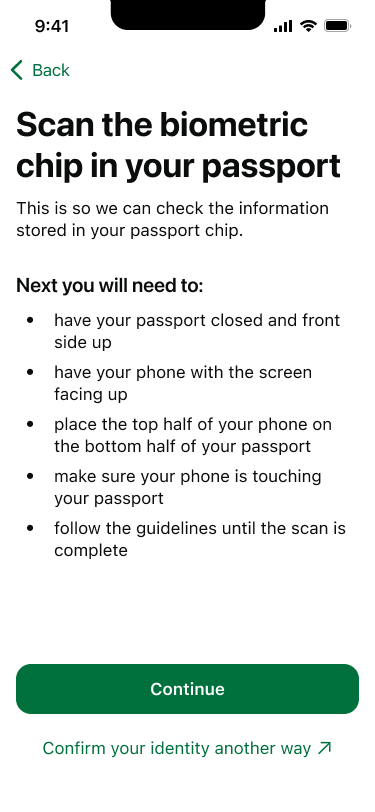 9:41
Back
Scan the biometric
chip in your passport
This is so we can check the information
stored in your passport chip.
Next you will need to:
• have your passport closed and front
side up
• have your phone with the screen
facing up
• place the top half of your phone on
the bottom half of your passport
• make sure your phone is touching
your passport
• follow the guidelines until the scan is
complete
Continue
Confirm your identity another way